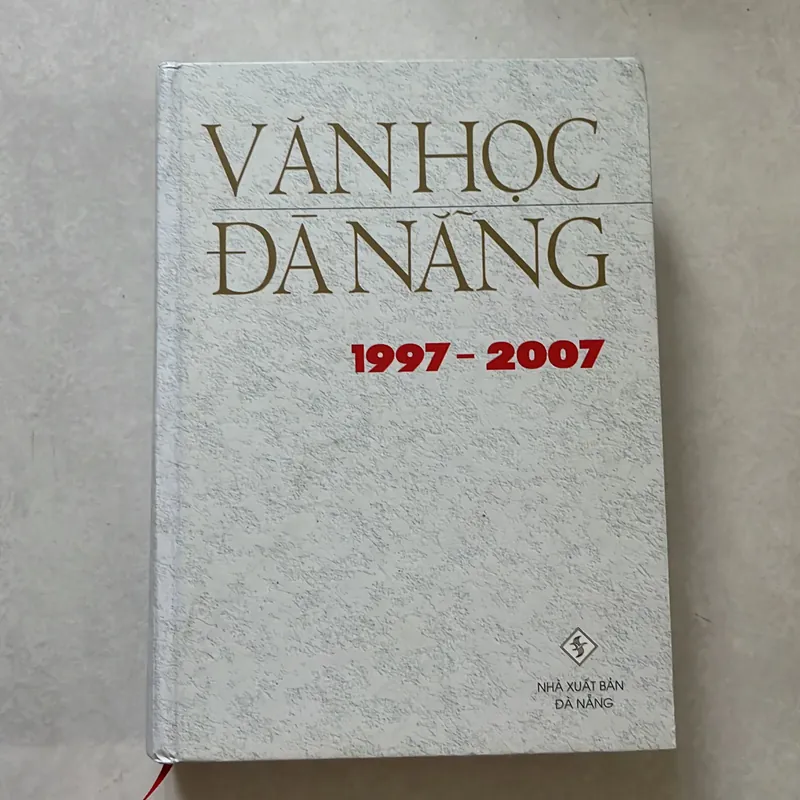 VĂN HỌC
ĐÀ NẴNG
1997 - 2007
NHÀ XUẤT BẢN
ĐÀ NẴNG